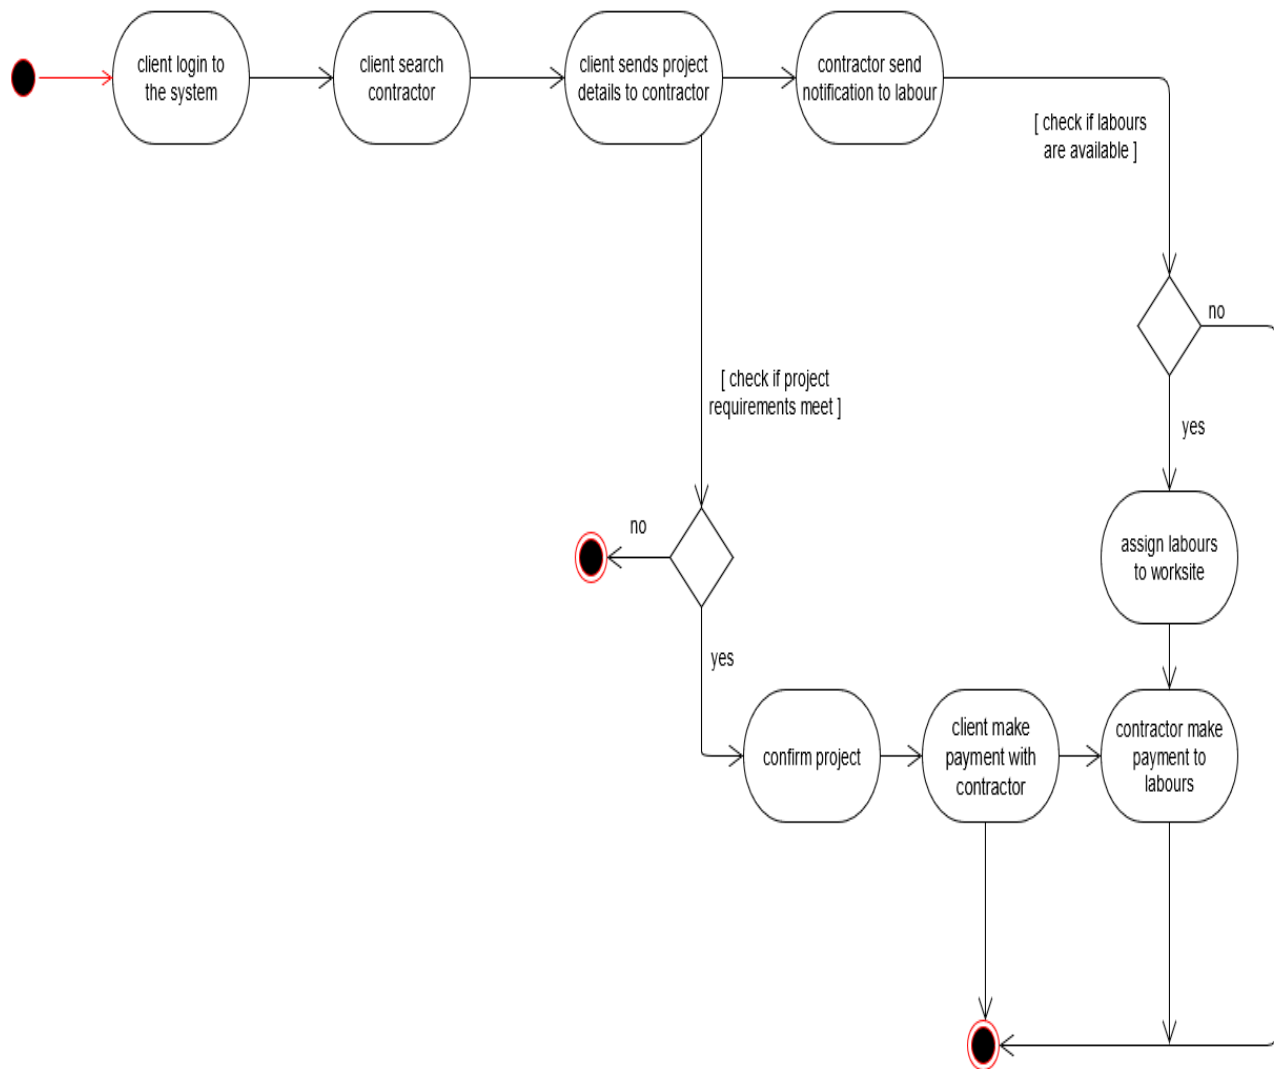 client login to
the system
client search
contractor
client sends project
details to contractor
contractor send
notification to labour
[ check if labours
are available ]
no
yes
[ check if project
requirements meet ]
no
yes
assign labours
to worksite
confirm project
client make
payment with
contractor
contractor make
payment to
labours